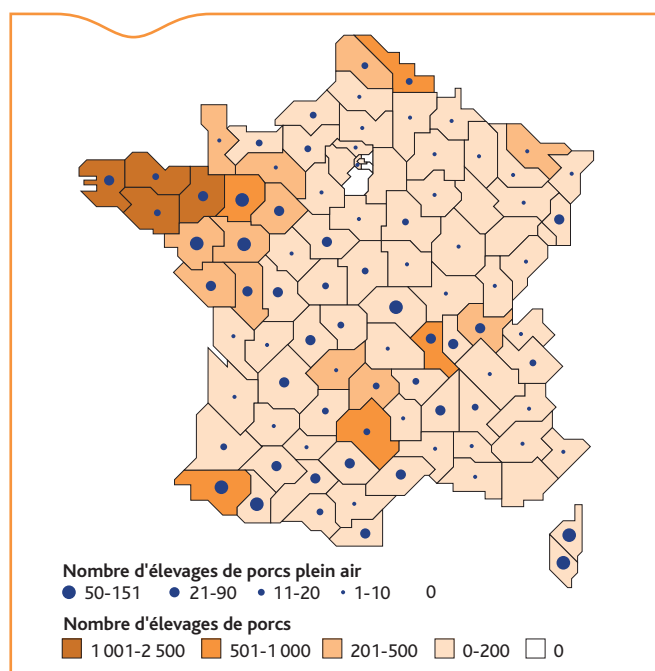 Nombre d'élevages de porcs plein air
50-151 21-90 11-20 1-10 0
Nombre d'élevages de porcs
1 001-2 500 501-1 000 201-500 0-200 0